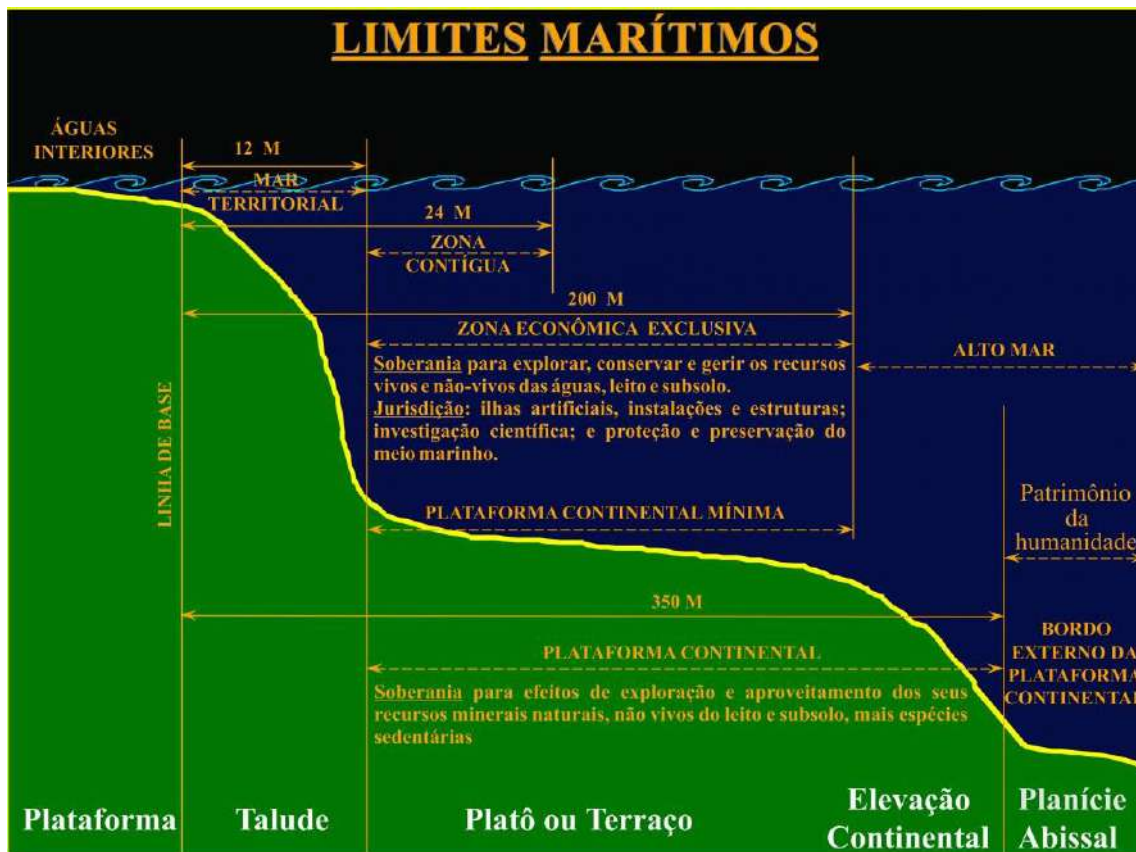 LIMITES MARÍTIMOS
ÁGUAS
INTERIORES
12 M
MAR
TERRITORIAL
24 M
ZONA
CONTÍGUA
200 M
ZONA ECONÔMICA EXCLUSIVA
Soberania para explorar, conservar e gerir os recursos
vivos e não-vivos das águas, leito e subsolo.
Jurisdição: ilhas artificiais, instalações e estruturas;
investigação científica; e proteção e preservação do
meio marinho.
ALTO MAR
LINHA DE BASE
PLATAFORMA CONTINENTAL MÍNIMA
Patrimônio
da
humanidade
350 M
PLATAFORMA CONTINENTAL
Soberania para efeitos de exploração e aproveitamento dos seus
recursos minerais naturais, não vivos do leito e subsolo, mais espécies
sedentárias
BORDO
EXTERNO DA
PLATAFORMA
CONTINENTAL
Plataforma
Talude
Platô ou Terraço
Elevação
Continental
Planície
Abissal